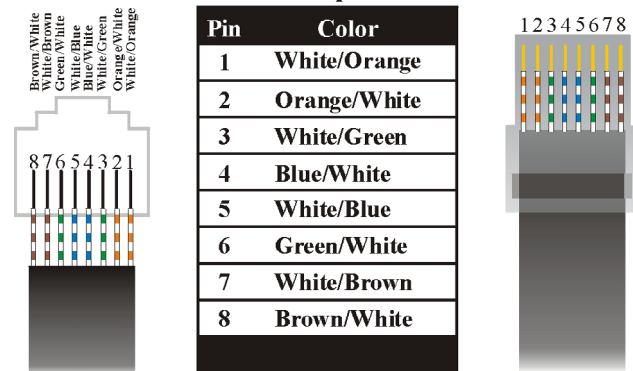 Brown/White
White/Brown
Green/White
White/Blue
Blue/White
White/Green
Orange/White
White/Orange
87654321
Pin Color
1 White/Orange
2 Orange/White
3 White/Green
4 Blue/White
5 White/Blue
6 Green/White
7 White/Brown
8 Brown/White
12345678